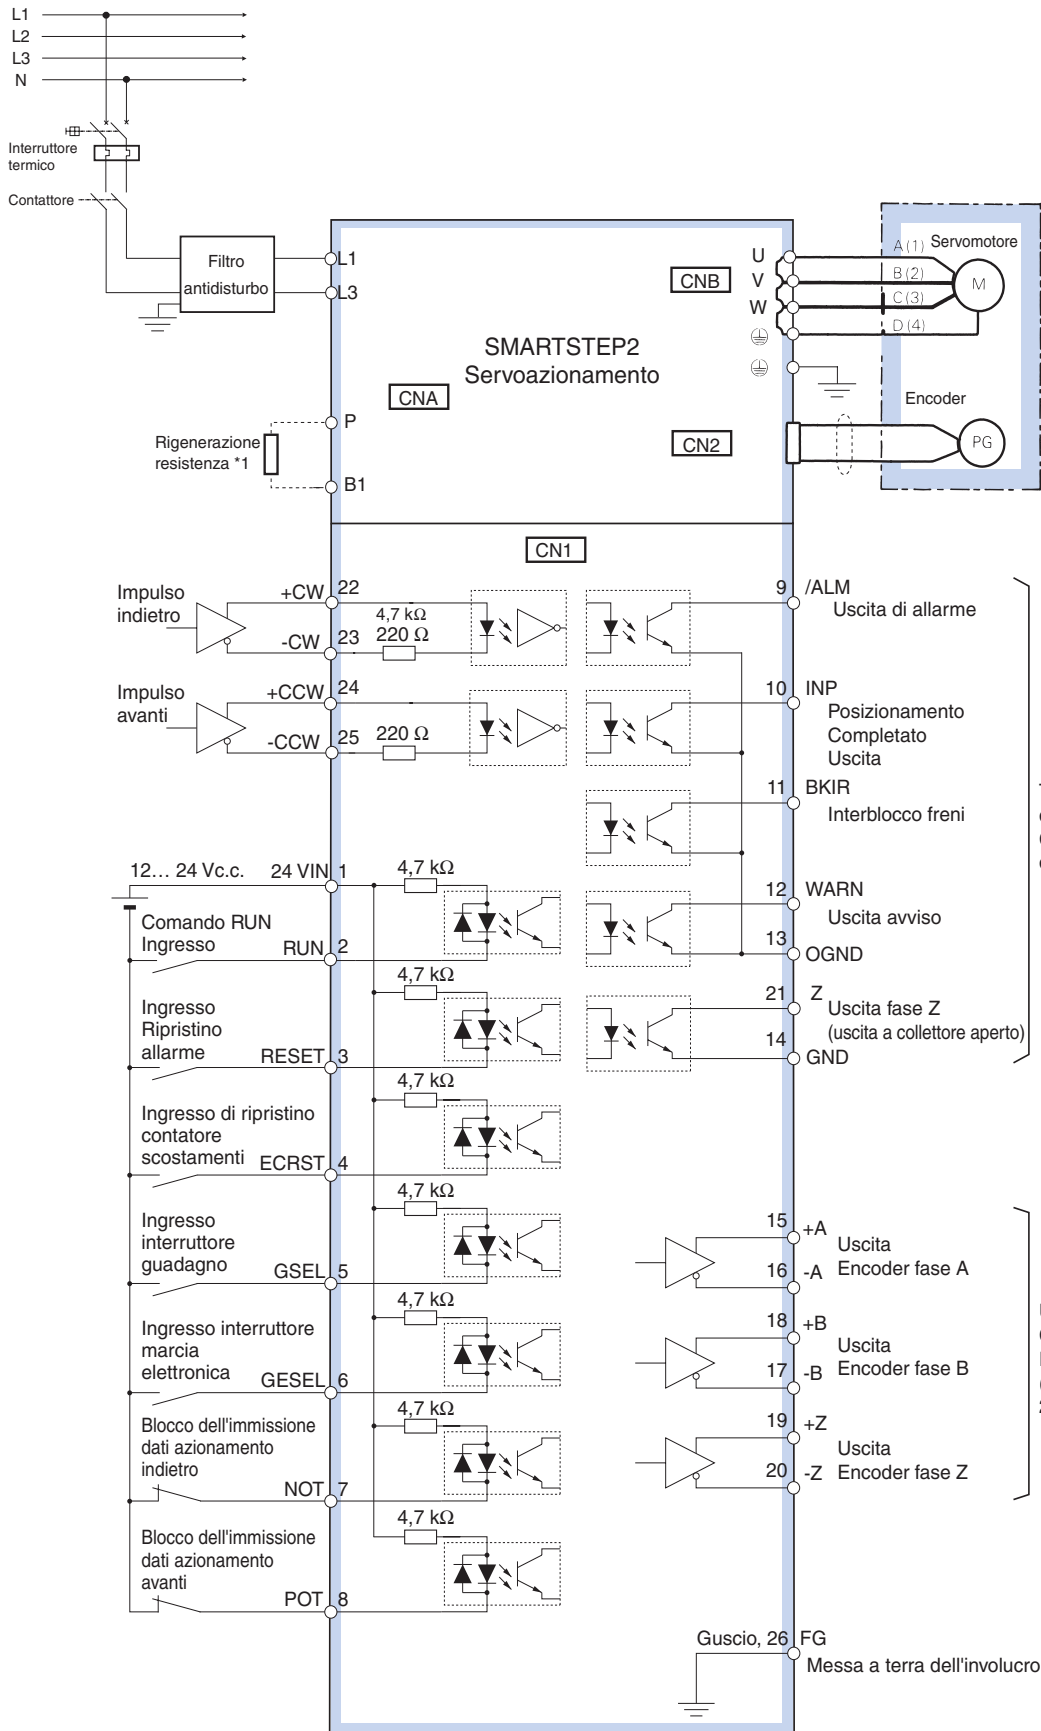 L1
L2
L3
N
Interruttore
termico
Contattore
Filtro
antidisturbo
L1
L3
SMARTSTEP2
Servoazionamento
CNA
CNB
CN2
U
V
W
A (1)
B (2)
C (3)
D (4)
Servomotore
M
Encoder
PG
Rigenerazione
resistenza *1
P
B1
CN1
Impulso
indietro
+CW 22
4,7 kΩ
-CW 23 220 Ω
Impulso
avanti
+CCW 24
-CCW 25 220 Ω
9 /ALM
Uscita di allarme
10 INP
Posizionamento
Completato
Uscita
11 BKIR
Interblocco freni
12 WARN
Uscita avviso
13 OGND
21 Z
Uscita fase Z
(uscita a collettore aperto)
14 GND
12... 24 Vc.c. 24 VIN 1 4,7 kΩ
Comando RUN
Ingresso
RUN 2
4,7 kΩ
Ingresso
Ripristino
allarme
RESET 3
4,7 kΩ
Ingresso di ripristino
contatore
scostamenti
ECRST 4
4,7 kΩ
Ingresso
interruttore
guadagno
GSEL 5
4,7 kΩ
Ingresso interruttore
marcia
elettronica
GESEL 6
4,7 kΩ
Blocco dell'immissione
dati azionamento
indietro
NOT 7
4,7 kΩ
Blocco dell'immissione
dati azionamento
avanti
POT 8
15 +A
Uscita
Encoder fase A
16 -A
18 +B
Uscita
Encoder fase B
17 -B
19 +Z
Uscita
Encoder fase Z
20 -Z
Guscio, 26 FG
Messa a terra dell'involucro